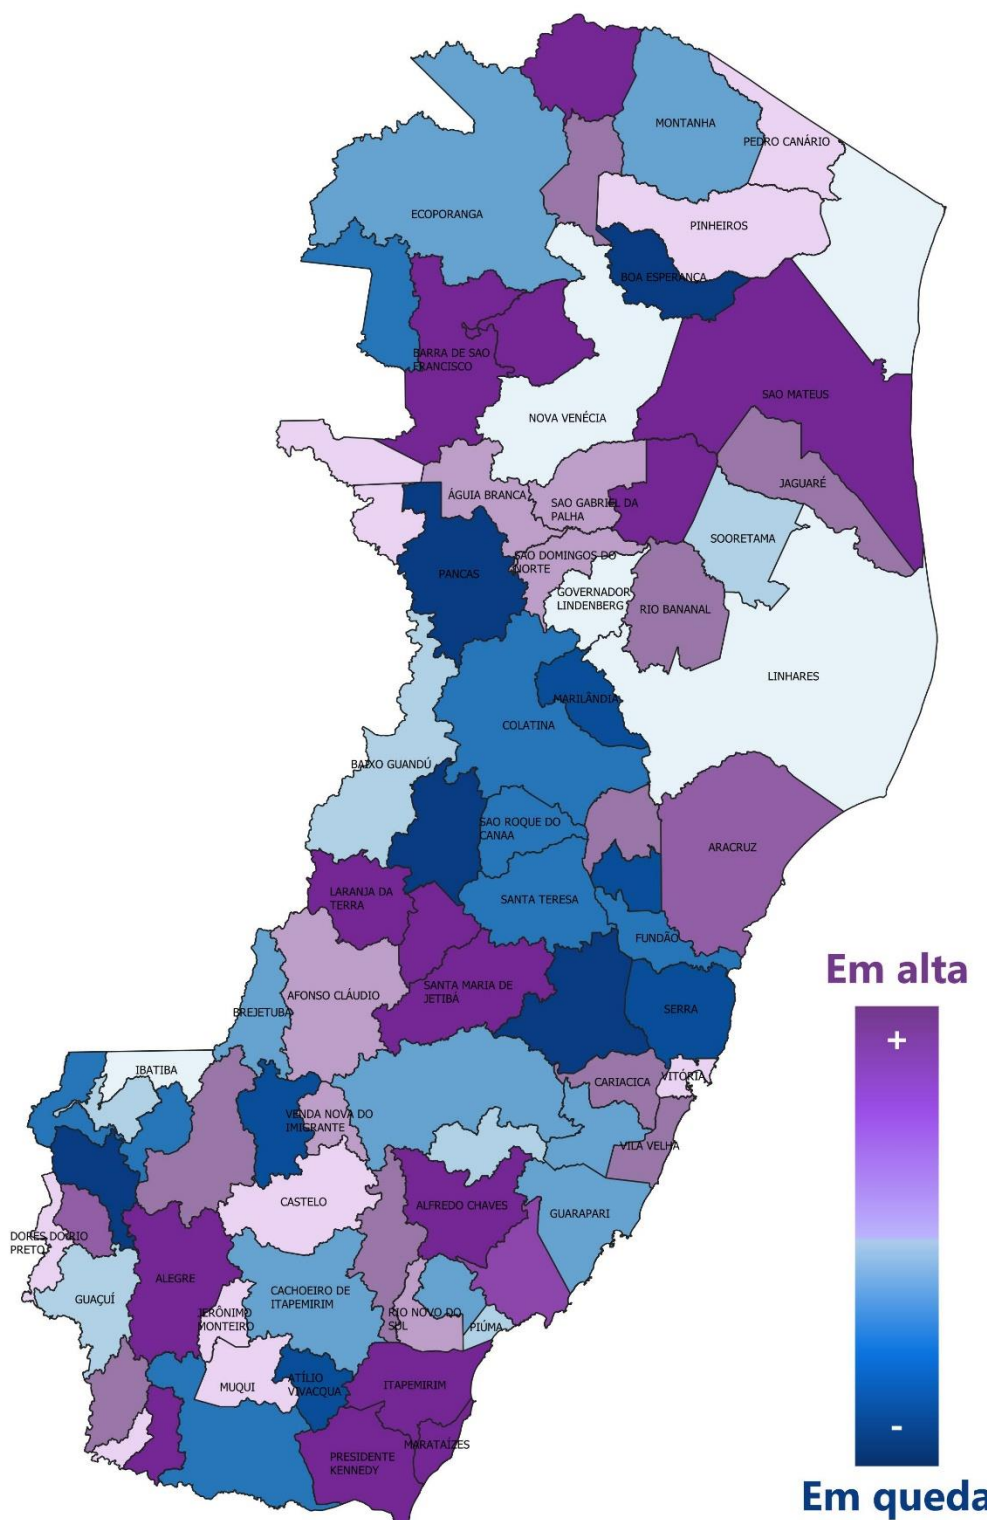 MONTANHA
PEDRO CANÁRIO
ECOPORANGA
PINHEIROS
BOA ESPERANCA
BARRA DE SAO
FRANCISCO
SAO MATEUS
NOVA VENÉCIA
JAGUARÉ
ÁGUIA BRANCA
SAO GABRIEL DA
PALHA
SOORETAMA
SAO DOMINGOS DO
NORTE
PANCAS
GOVERNADOR
LINDENBERG
RIO BANANAL
LINHARES
MARILÂNDIA
COLATINA
BAIXO GUANDÚ
SAO ROQUE DO
CANAA
ARACRUZ
LARANJA DA
TERRA
SANTA TERESA
FUNDÃO
AFONSO CLÁUDIO
SANTA MARIA DE
JETIBÁ
BREJETUBA
SERRA
IBATIBA
CARIACICA
VITÓRIA
VENDA NOVA DO
IMIGRANTE
VILA VELHA
CASTELO
ALFREDO CHAVES
GUARAPARI
DORES DO RIO
PRETO
ALEGRE
GUAÇUÍ
CACHOEIRO DE
ITAPEMIRIM
JERÔNIMO
MONTEIRO
RIO NOVO DO
SUL
PIÚMA
MUQUI
ATÍLIO
VIVACQUA
ITAPEMIRIM
MARATAÍZES
PRESIDENTE
KENNEDY
Em alta
+
-
Em queda